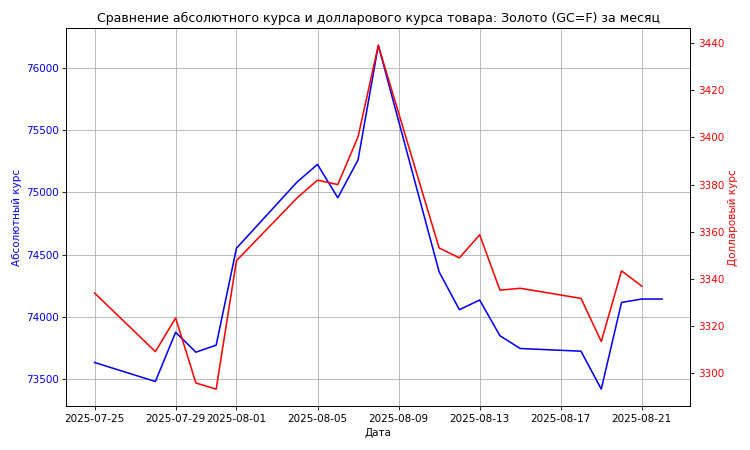 Сравнение абсолютного курса и долларового курса товара: Золото (GC=F) за месяц
Абсолютный курс
76000
75500
75000
74500
74000
73500
3440
3420
3400
3380
3360
3340
3320
3300
Долларовый курс
2025-07-25 2025-07-29 2025-08-01 2025-08-05 2025-08-09 2025-08-13 2025-08-17 2025-08-21
Дата